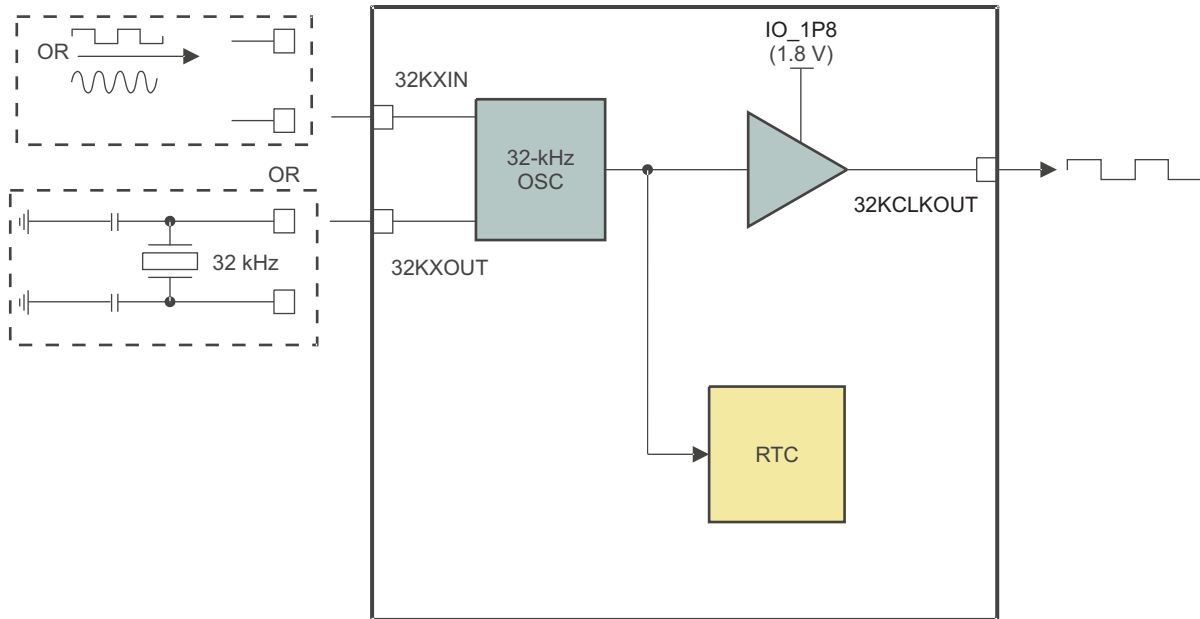 OR
OR
32 kHz
32KXIN
32KXOUT
32-kHz
OSC
IO_1P8
(1.8 V)
32KCLKOUT
RTC